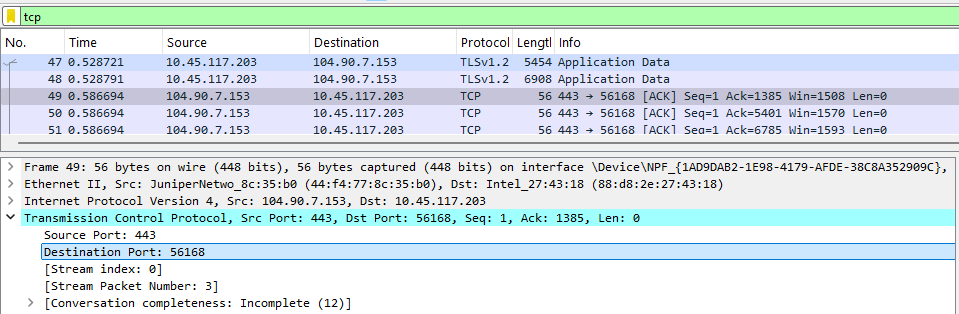 tcp
No. Time Source Destination Protocol Lengtl Info
47 0.528721 10.45.117.203 104.90.7.153 TLSv1.2 5454 Application Data
48 0.528791 10.45.117.203 104.90.7.153 TLSv1.2 6908 Application Data
49 0.586694 104.90.7.153 10.45.117.203 TCP 56 443 → 56168 [ACK] Seq=1 Ack=1385 Win=1508 Len=0
50 0.586694 104.90.7.153 10.45.117.203 TCP 56 443 → 56168 [ACK] Seq=1 Ack=5401 Win=1570 Len=0
51 0.586694 104.90.7.153 10.45.117.203 TCP 56 443 → 56168 [ACK] Seq=1 Ack=6785 Win=1593 Len=0
Frame 49: 56 bytes on wire (448 bits), 56 bytes captured (448 bits) on interface \Device\NPF_{1AD9DAB2-1E98-4179-AFDE-38C8A352909C},
Ethernet II, Src: JuniperNetwo_8c:35:b0 (44:f4:77:8c:35:b0), Dst: Intel_27:43:18 (88:d8:2e:27:43:18)
Internet Protocol Version 4, Src: 104.90.7.153, Dst: 10.45.117.203
Transmission Control Protocol, Src Port: 443, Dst Port: 56168, Seq: 1, Ack: 1385, Len: 0
Source Port: 443
Destination Port: 56168
[Stream index: 0]
[Stream Packet Number: 3]
[Conversation completeness: Incomplete (12)]